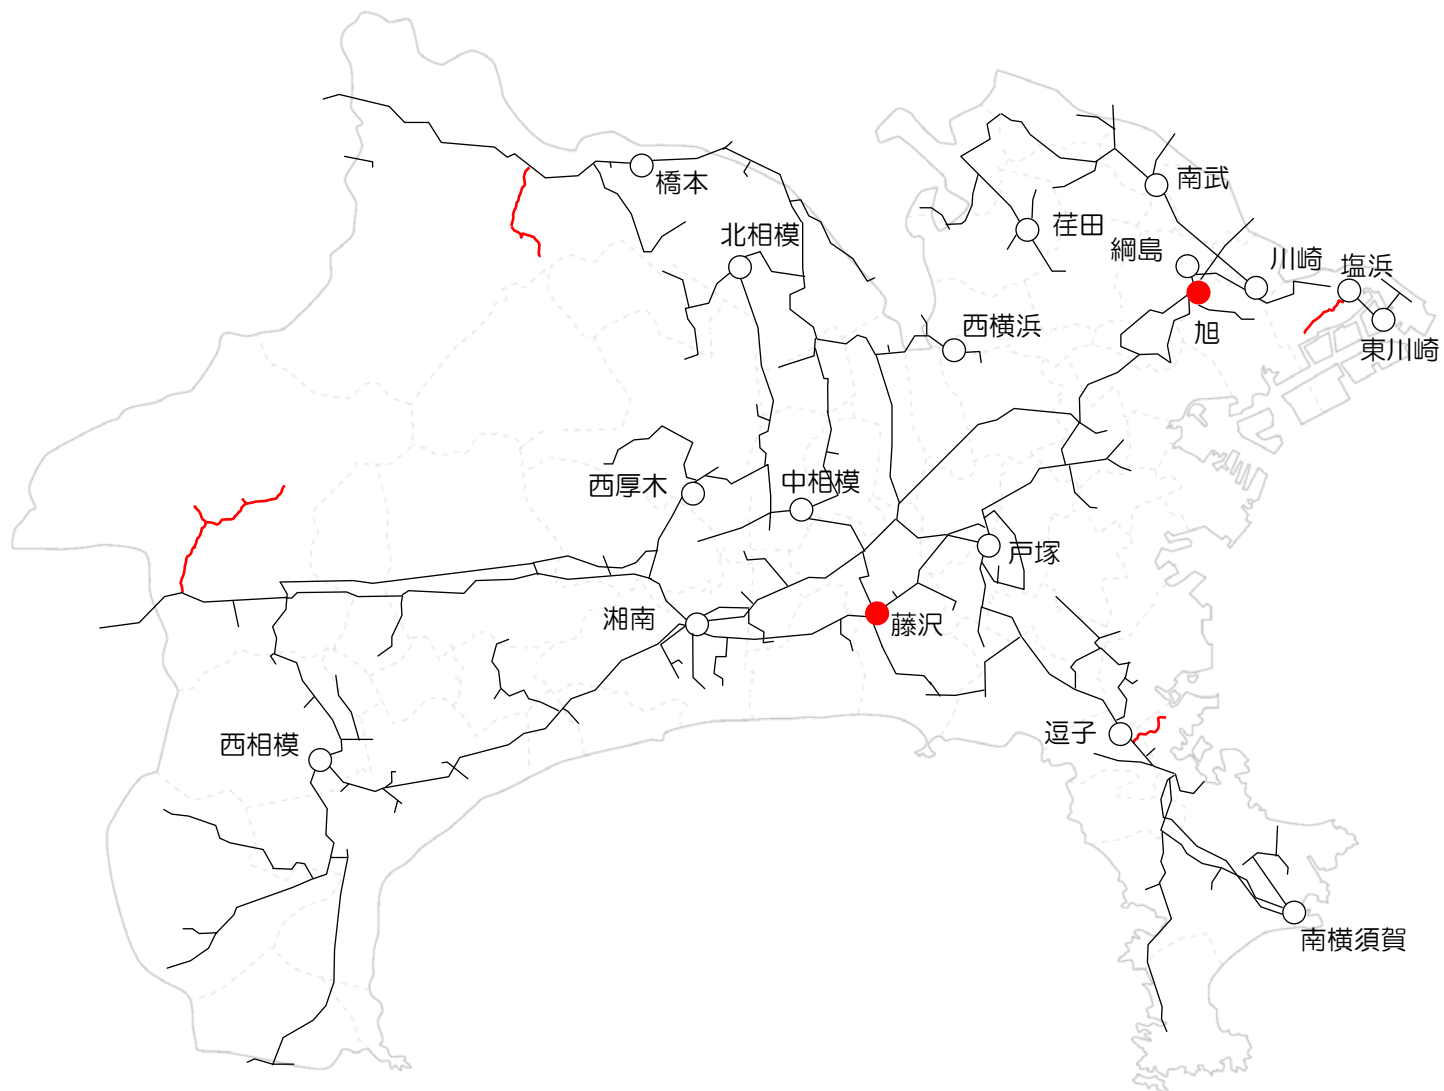 橋本
南武
荏田
北相模
綱島
川崎
塩浜
西横浜
旭
東川崎
西厚木
中相模
戸塚
湘南
藤沢
逗子
西相模
南横須賀